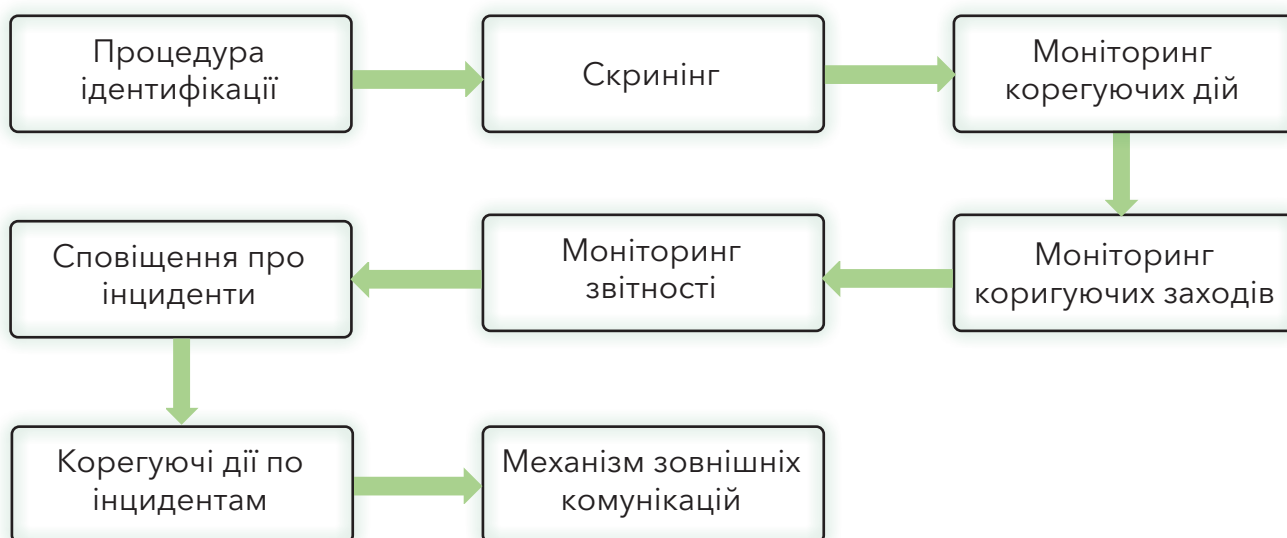 Процедура
ідентифікації
Скринінг
Моніторинг
корегуючих дій
Моніторинг
коригуючих заходів
Моніторинг
звітності
Сповіщення про
інциденти
Корегуючі дії по
інцидентам
Механізм зовнішніх
комунікацій